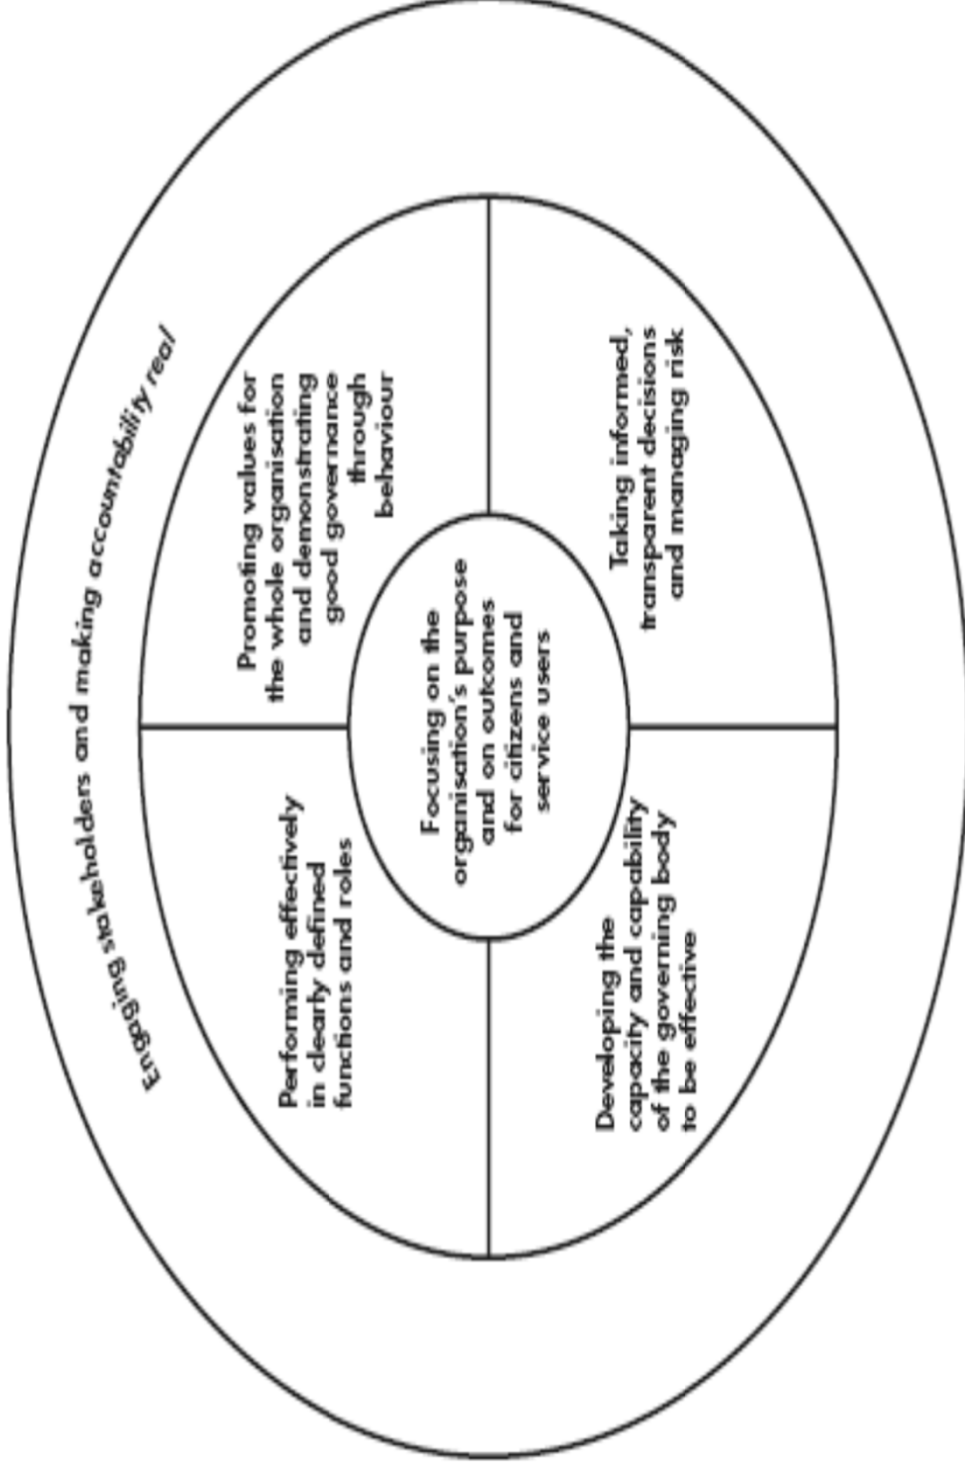 Engaging stakeholders and making accountability real
Performing effectively
in clearly defined
functions and roles
Promoting values for
the whole organisation
and demonstrating
good governance
through
behaviour
Focusing on the
organisation's purpose
and on outcomes
for citizens and
service users
Developing the
capacity and capability
of the governing body
to be effective
Taking informed,
transparent decisions
and managing risk